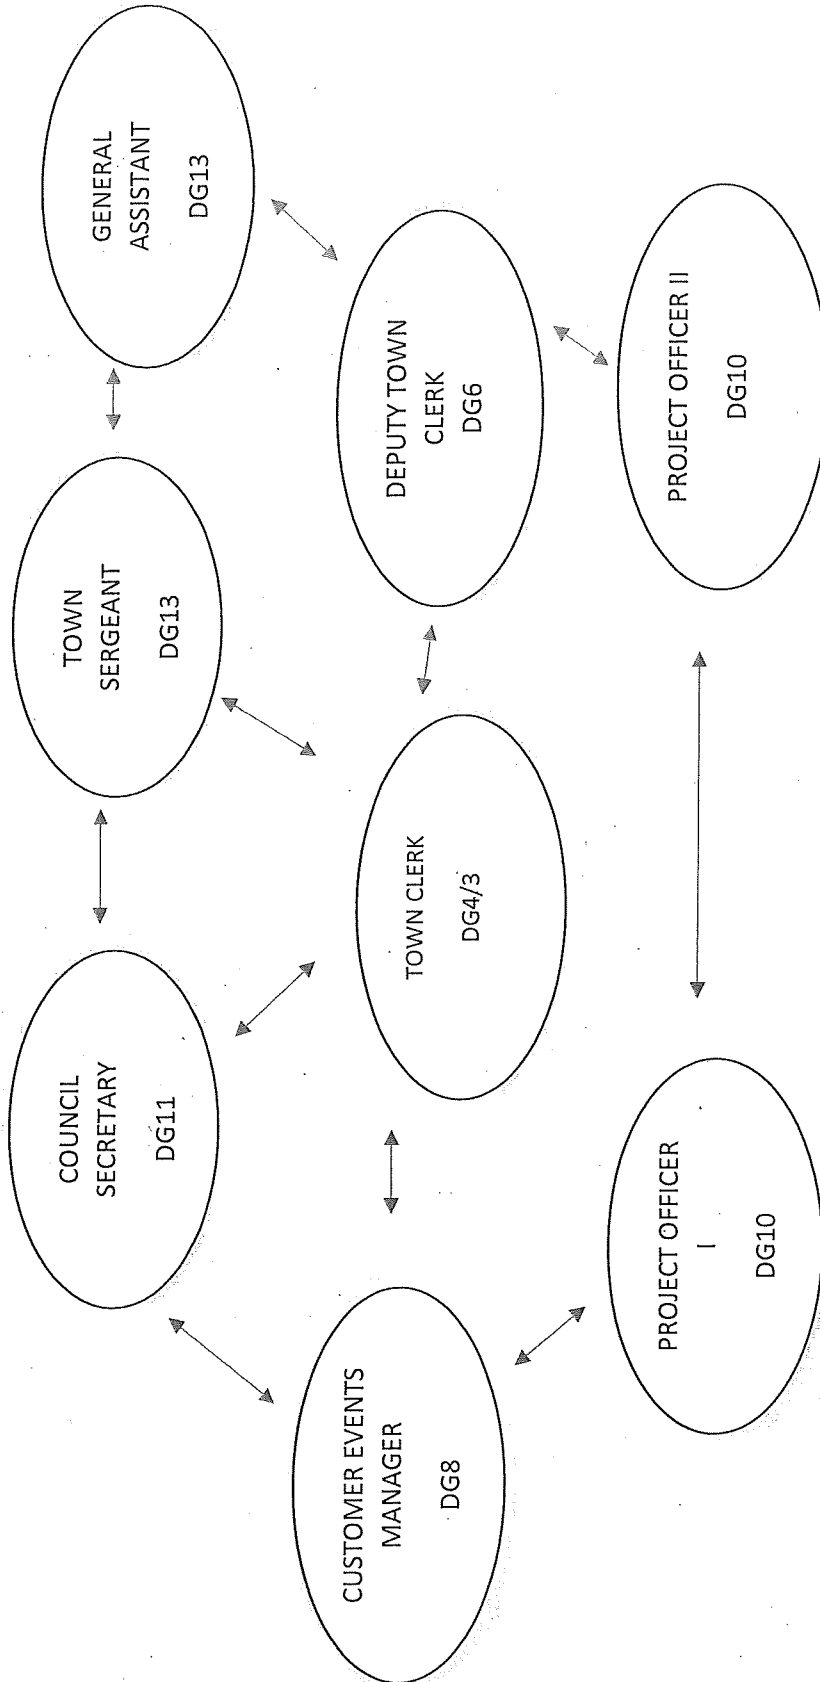 COUNCIL
SECRETARY
DG11
TOWN
SERGEANT
DG13
GENERAL
ASSISTANT
DG13
CUSTOMER EVENTS
MANAGER
DG8
TOWN CLERK
DG4/3
DEPUTY TOWN
CLERK
DG6
PROJECT OFFICER
I
DG10
PROJECT OFFICER II
DG10